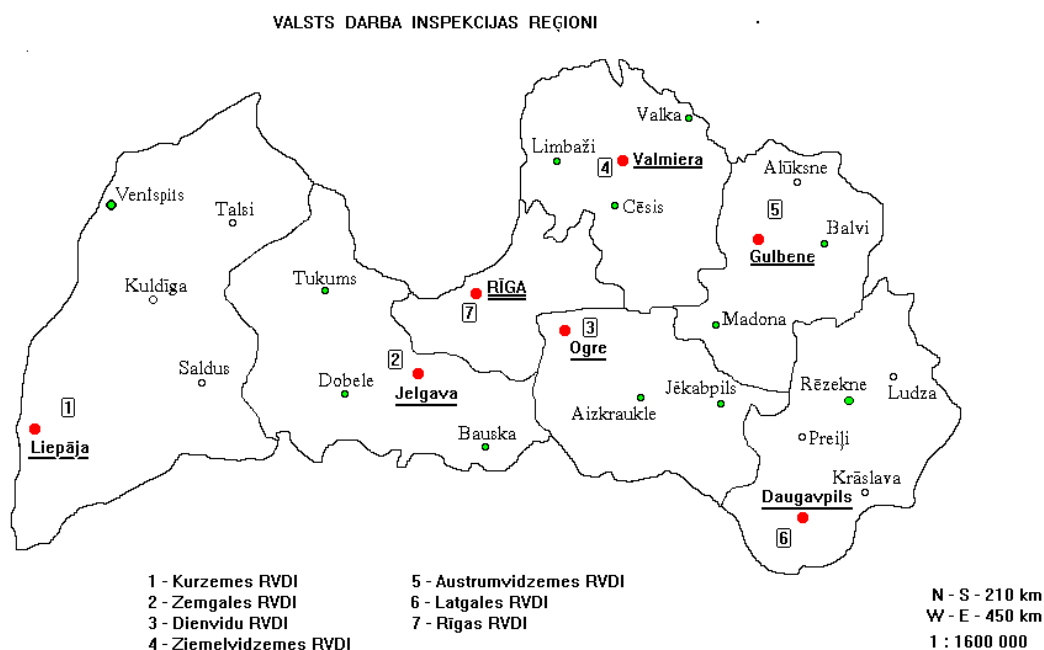 VALSTS DARBA INSPEKCIJAS REĢIONI
Valka
Limbaži
4
Valmiera
Alūksne
Ventspils
Talsi
Cēsis
5
Balvi
Gulbene
Tukums
RĪGA
Kuldīga
7
3
Madona
Ogre
2
Saldus
Dobele
Jelgava
Jēkabpils
Rēzekne
Ludza
1
Aizkraukle
Liepāja
Bauska
Preiļi
Krāslava
Daugavpils
6
1 - Kurzemes RVDI
2 - Zemgales RVDI
3 - Dienvidu RVDI
4 - Ziemeļvidzemes RVDI
5 - Austrumvidzemes RVDI
6 - Latgales RVDI
7 - Rīgas RVDI
N - S - 210 km
W - E - 450 km
1 : 1600 000